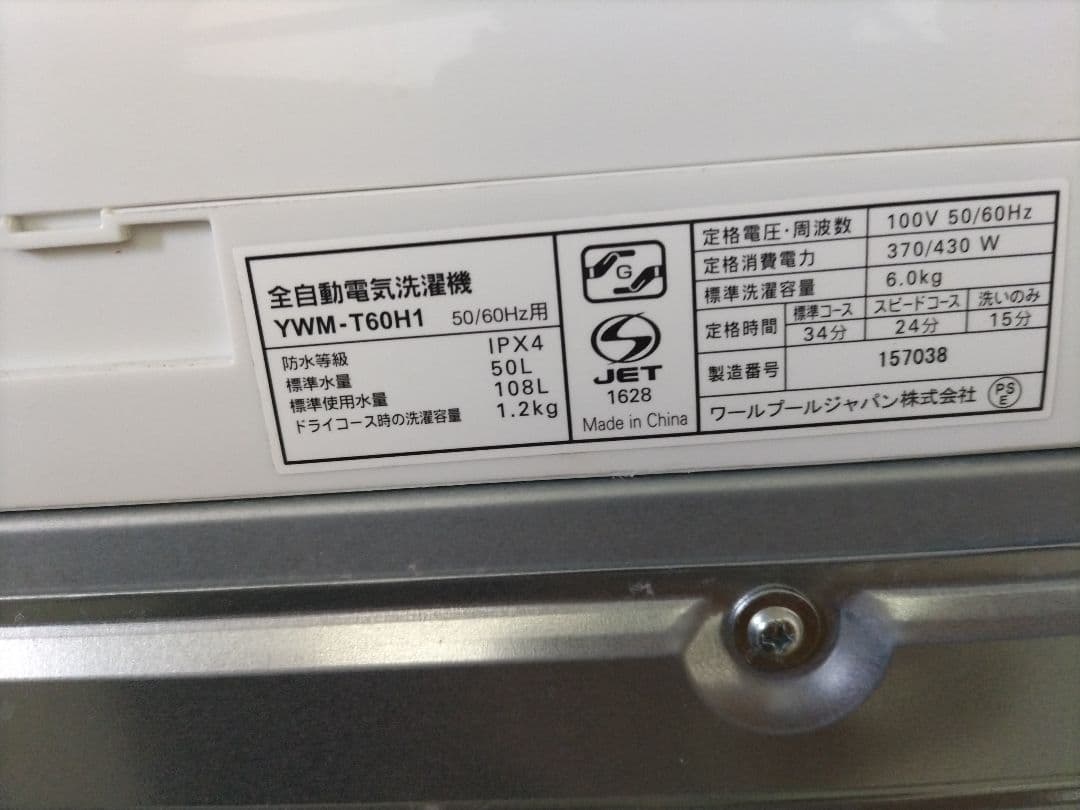 全自動電気洗濯機
YWM-T60H1 50/60Hz用
防水等級 IPX4
標準水量 50L
標準使用水量 108L
ドライコース時の洗濯容量 1.2kg
G
S
JET
1628
Made in China
定格電圧・周波数 100V 50/60Hz
定格消費電力 370/430 W
標準洗濯容量 6.0kg
定格時間 標準コース スピードコース 洗いのみ
34分 24分 15分
製造番号 157038
ワールプールジャパン株式会社 PSE